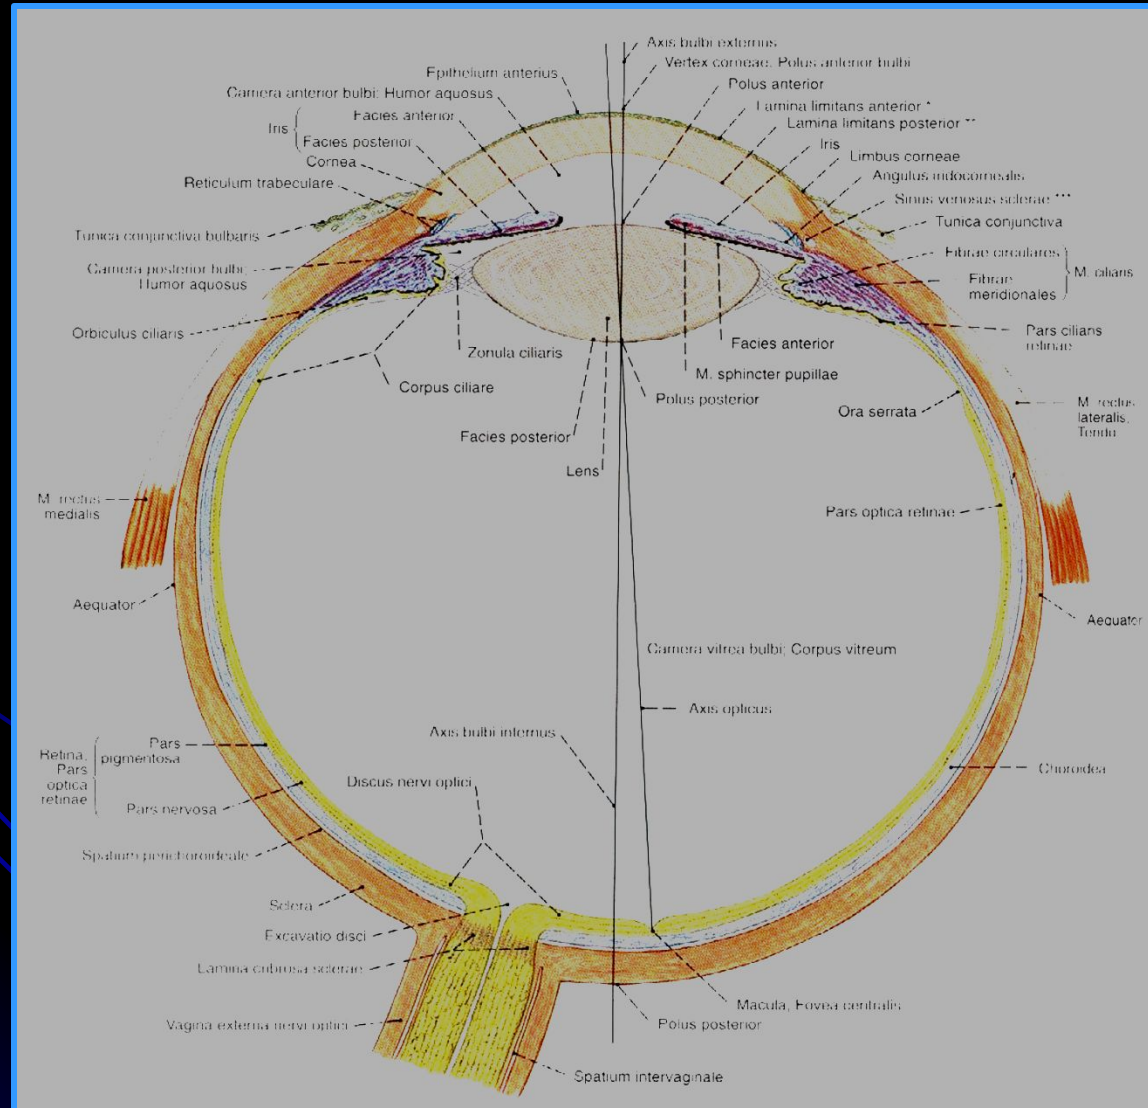 Axis bulbi externus
Vertex corneae, Polus anterior bulbi
Epithelium anterius
Polus anterior
Camera anterior bulbi; Humor aquosus
Lamina limitans anterior *
Facies anterior
Lamina limitans posterior **
Iris
Facies posterior
Iris
Cornea
Limbus corneae
Reticulum trabeculare
Angulus iridocornealis
Sinus venosus sclerae ***
Tunica conjunctiva bulbaris
Tunica conjunctiva
Camera posterior bulbi;
Humor aquosus
Fibrae circulares
M. ciliaris
Fibrae
meridionales
Orbiculus ciliaris
Pars ciliaris
retinae
Zonula ciliaris
Facies anterior
Corpus ciliare
M. sphincter pupillae
Polus posterior
Ora serrata
M. rectus
lateralis,
Tendo
Facies posterior
Lens
M. rectus
medialis
Pars optica retinae
Aequator
Aequator
Camera vitrea bulbi; Corpus vitreum
Axis opticus
Axis bulbi internus
Retina,
Pars
optica
retinae
Pars
pigmentosa
Pars nervosa
Discus nervi optici
Choroidea
Spatium perichoroideale
Sclera
Excavatio disci
Lamina cribrosa sclerae
Macula, Fovea centralis
Vagina externa nervi optici
Polus posterior
Spatium intervaginale